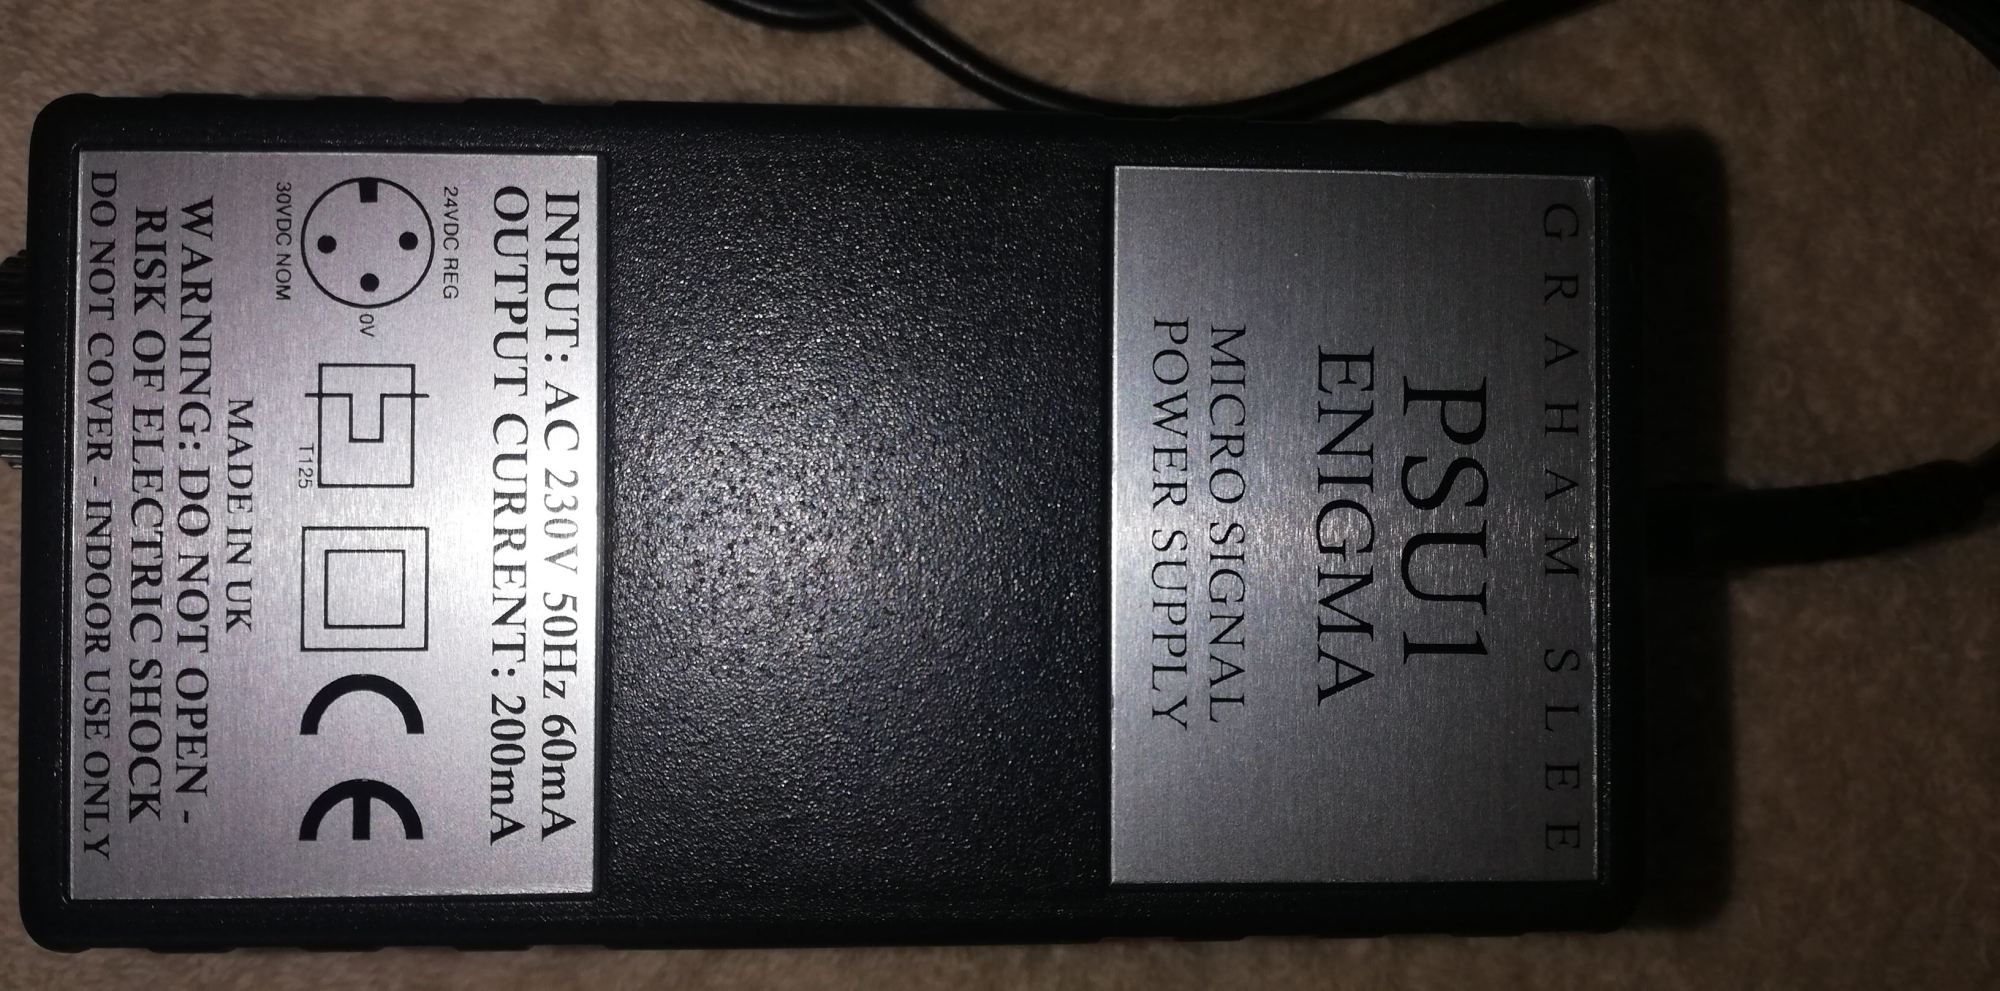 GRAHAM SLEE
PSU1
ENIGMA
MICRO SIGNAL
POWER SUPPLY
INPUT: AC 230V 50HZ 60mA
OUTPUT CURRENT: 200mA
24VDC REG
0V
30VDC NOM
T125
CE
MADE IN UK
WARNING: DO NOT OPEN -
RISK OF ELECTRIC SHOCK
DO NOT COVER - INDOOR USE ONLY